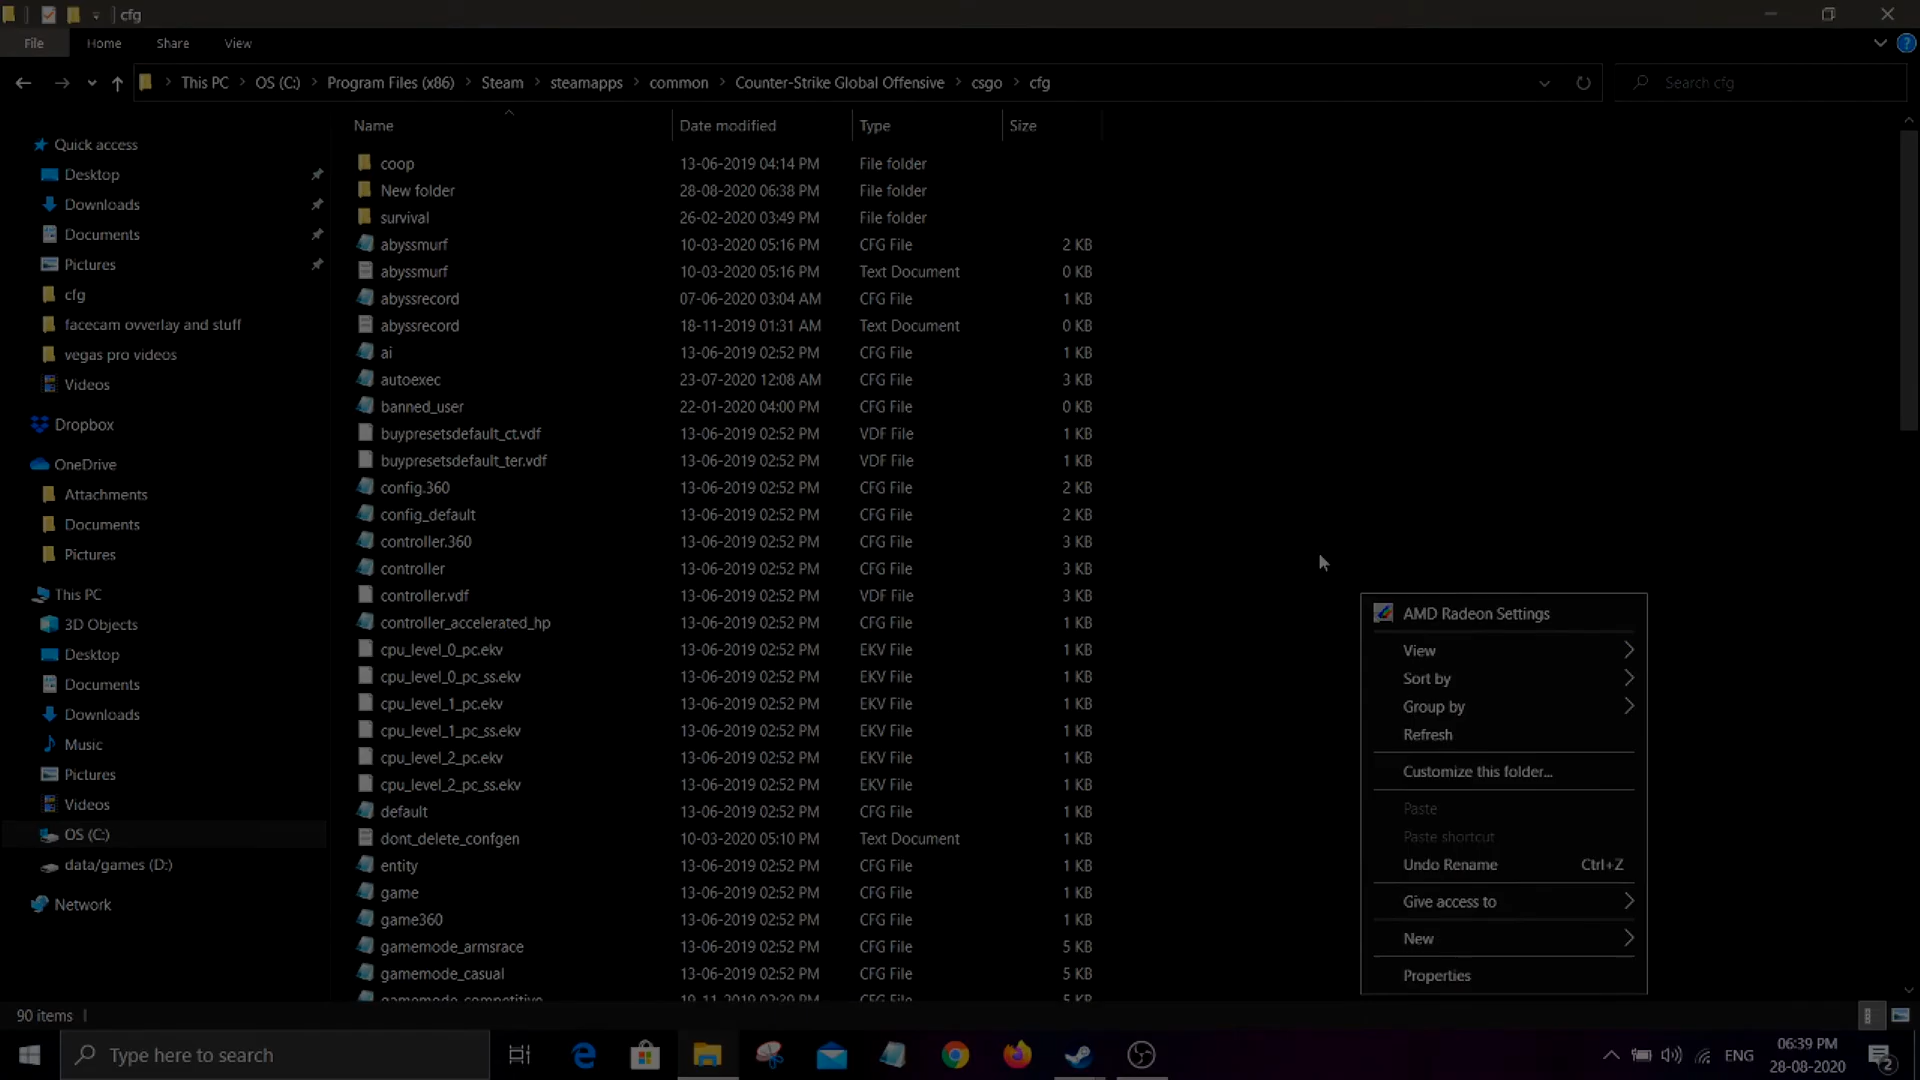 cfg
File Home Share View
This PC OS (C:) Program Files (x86) Steam steamapps common Counter-Strike Global Offensive csgo cfg Search cfg
Name Date modified Type Size
Quick access
Desktop
Downloads
Documents
Pictures
cfg
facecam ovverlay and stuff
vegas pro videos
Videos
Dropbox
OneDrive
Attachments
Documents
Pictures
This PC
3D Objects
Desktop
Documents
Downloads
Music
Pictures
Videos
OS (C:)
data/games (D:)
Network
coop 13-06-2019 04:14 PM File folder
New folder 28-08-2020 06:38 PM File folder
survival 26-02-2020 03:49 PM File folder
abyssmurf 10-03-2020 05:16 PM CFG File 2 KB
abyssmurf 10-03-2020 05:16 PM Text Document 0 KB
abyssrecord 07-06-2020 03:04 AM CFG File 1 KB
abyssrecord 18-11-2019 01:31 AM Text Document 0 KB
ai 13-06-2019 02:52 PM CFG File 1 KB
autoexec 23-07-2020 12:08 AM CFG File 3 KB
banned_user 22-01-2020 04:00 PM CFG File 0 KB
buypresetsdefault_ct.vdf 13-06-2019 02:52 PM VDF File 1 KB
buypresetsdefault_ter.vdf 13-06-2019 02:52 PM VDF File 1 KB
config.360 13-06-2019 02:52 PM CFG File 2 KB
config_default 13-06-2019 02:52 PM CFG File 2 KB
controller.360 13-06-2019 02:52 PM CFG File 3 KB
controller 13-06-2019 02:52 PM CFG File 3 KB
controller.vdf 13-06-2019 02:52 PM VDF File 3 KB
controller_accelerated_hp 13-06-2019 02:52 PM CFG File 1 KB
cpu_level_0_pc.ekv 13-06-2019 02:52 PM EKV File 1 KB
cpu_level_0_pc_ss.ekv 13-06-2019 02:52 PM EKV File 1 KB
cpu_level_1_pc.ekv 13-06-2019 02:52 PM EKV File 1 KB
cpu_level_1_pc_ss.ekv 13-06-2019 02:52 PM EKV File 1 KB
cpu_level_2_pc.ekv 13-06-2019 02:52 PM EKV File 1 KB
cpu_level_2_pc_ss.ekv 13-06-2019 02:52 PM EKV File 1 KB
default 13-06-2019 02:52 PM CFG File 1 KB
dont_delete_confgen 10-03-2020 05:10 PM Text Document 1 KB
entity 13-06-2019 02:52 PM CFG File 1 KB
game 13-06-2019 02:52 PM CFG File 1 KB
game360 13-06-2019 02:52 PM CFG File 1 KB
gamemode_armsrace 13-06-2019 02:52 PM CFG File 5 KB
gamemode_casual 13-06-2019 02:52 PM CFG File 5 KB
gamemode_competitive 19-11-2019 02:39 PM CFG File 5 KB
AMD Radeon Settings
View
Sort by
Group by
Refresh
Customize this folder...
Paste
Paste shortcut
Undo Rename Ctrl+Z
Give access to
New
Properties
90 items
Type here to search
ENG
06:39 PM
28-08-2020
2